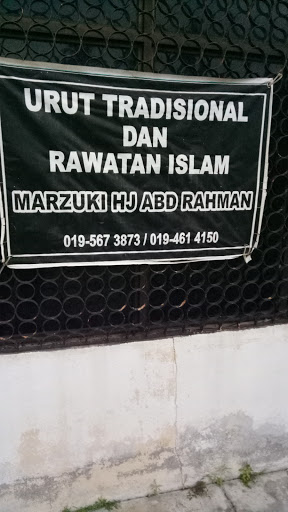 URUT TRADISIONAL
DAN
RAWATAN ISLAM
MARZUKI HJ ABD RAHMAN
019-567 3873 / 019-461 4150